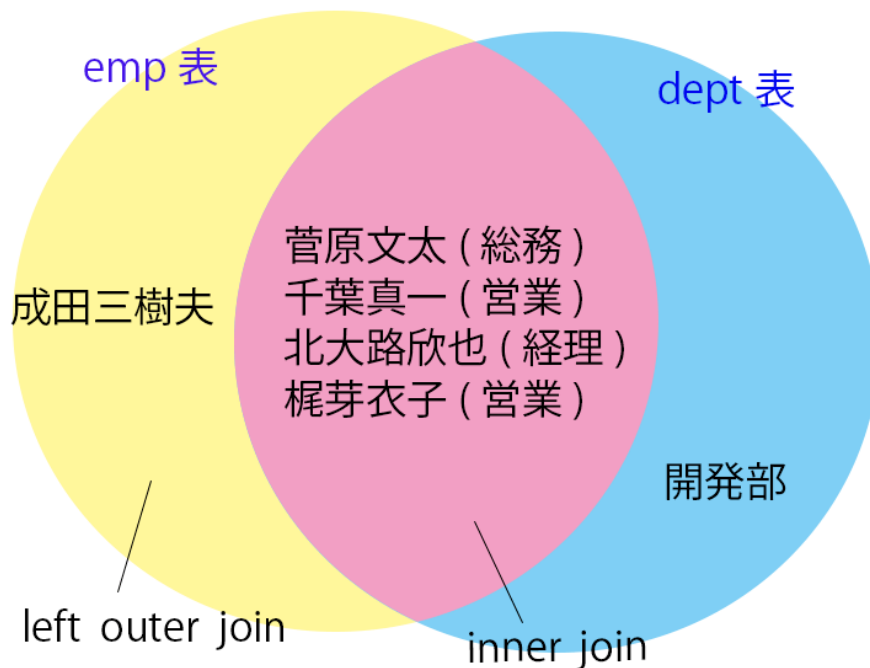 emp 表
dept 表
菅原文太 ( 総務 )
千葉真一 ( 営業 )
成田三樹夫
北大路欣也 ( 経理 )
梶芽衣子 ( 営業 )
開発部
left outer join
inner join